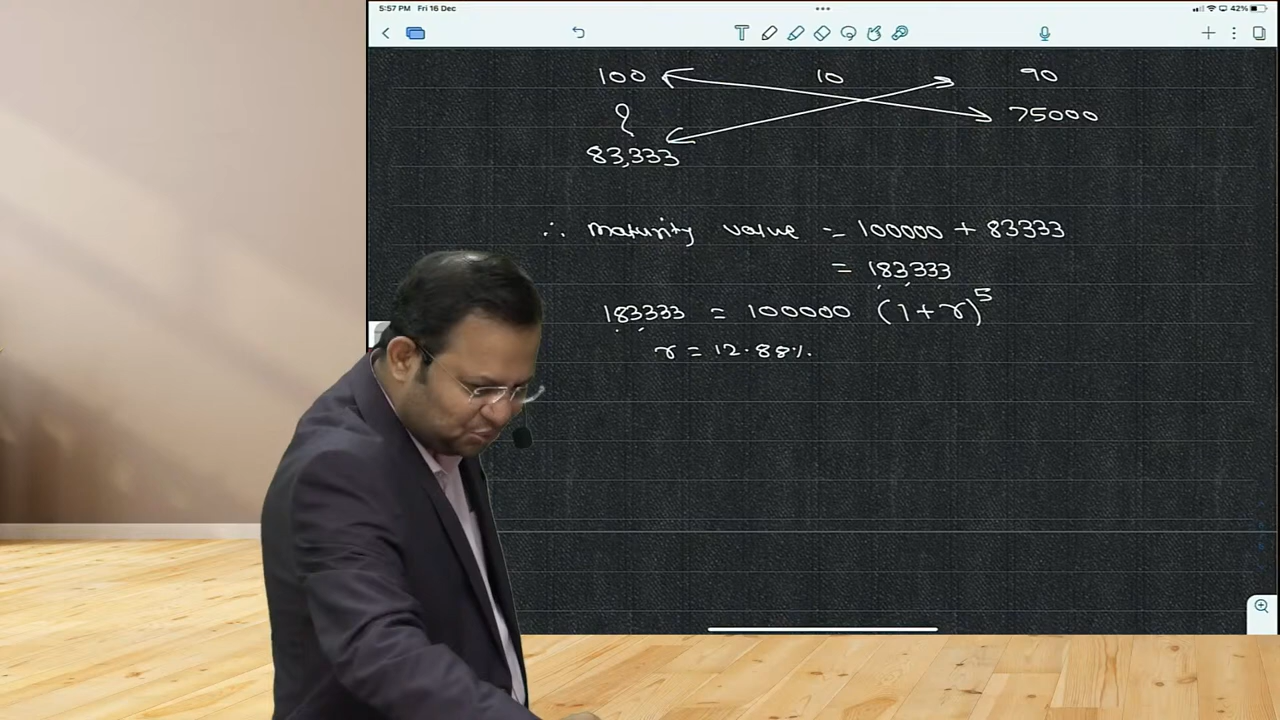 5:57 PM Fri 16 Dec
42%
100 10 90
? 75000
83,333
∴ maturity value = 100000 + 83333
= 183333
183333 = 100000 (1+r)^5
r = 12.88%